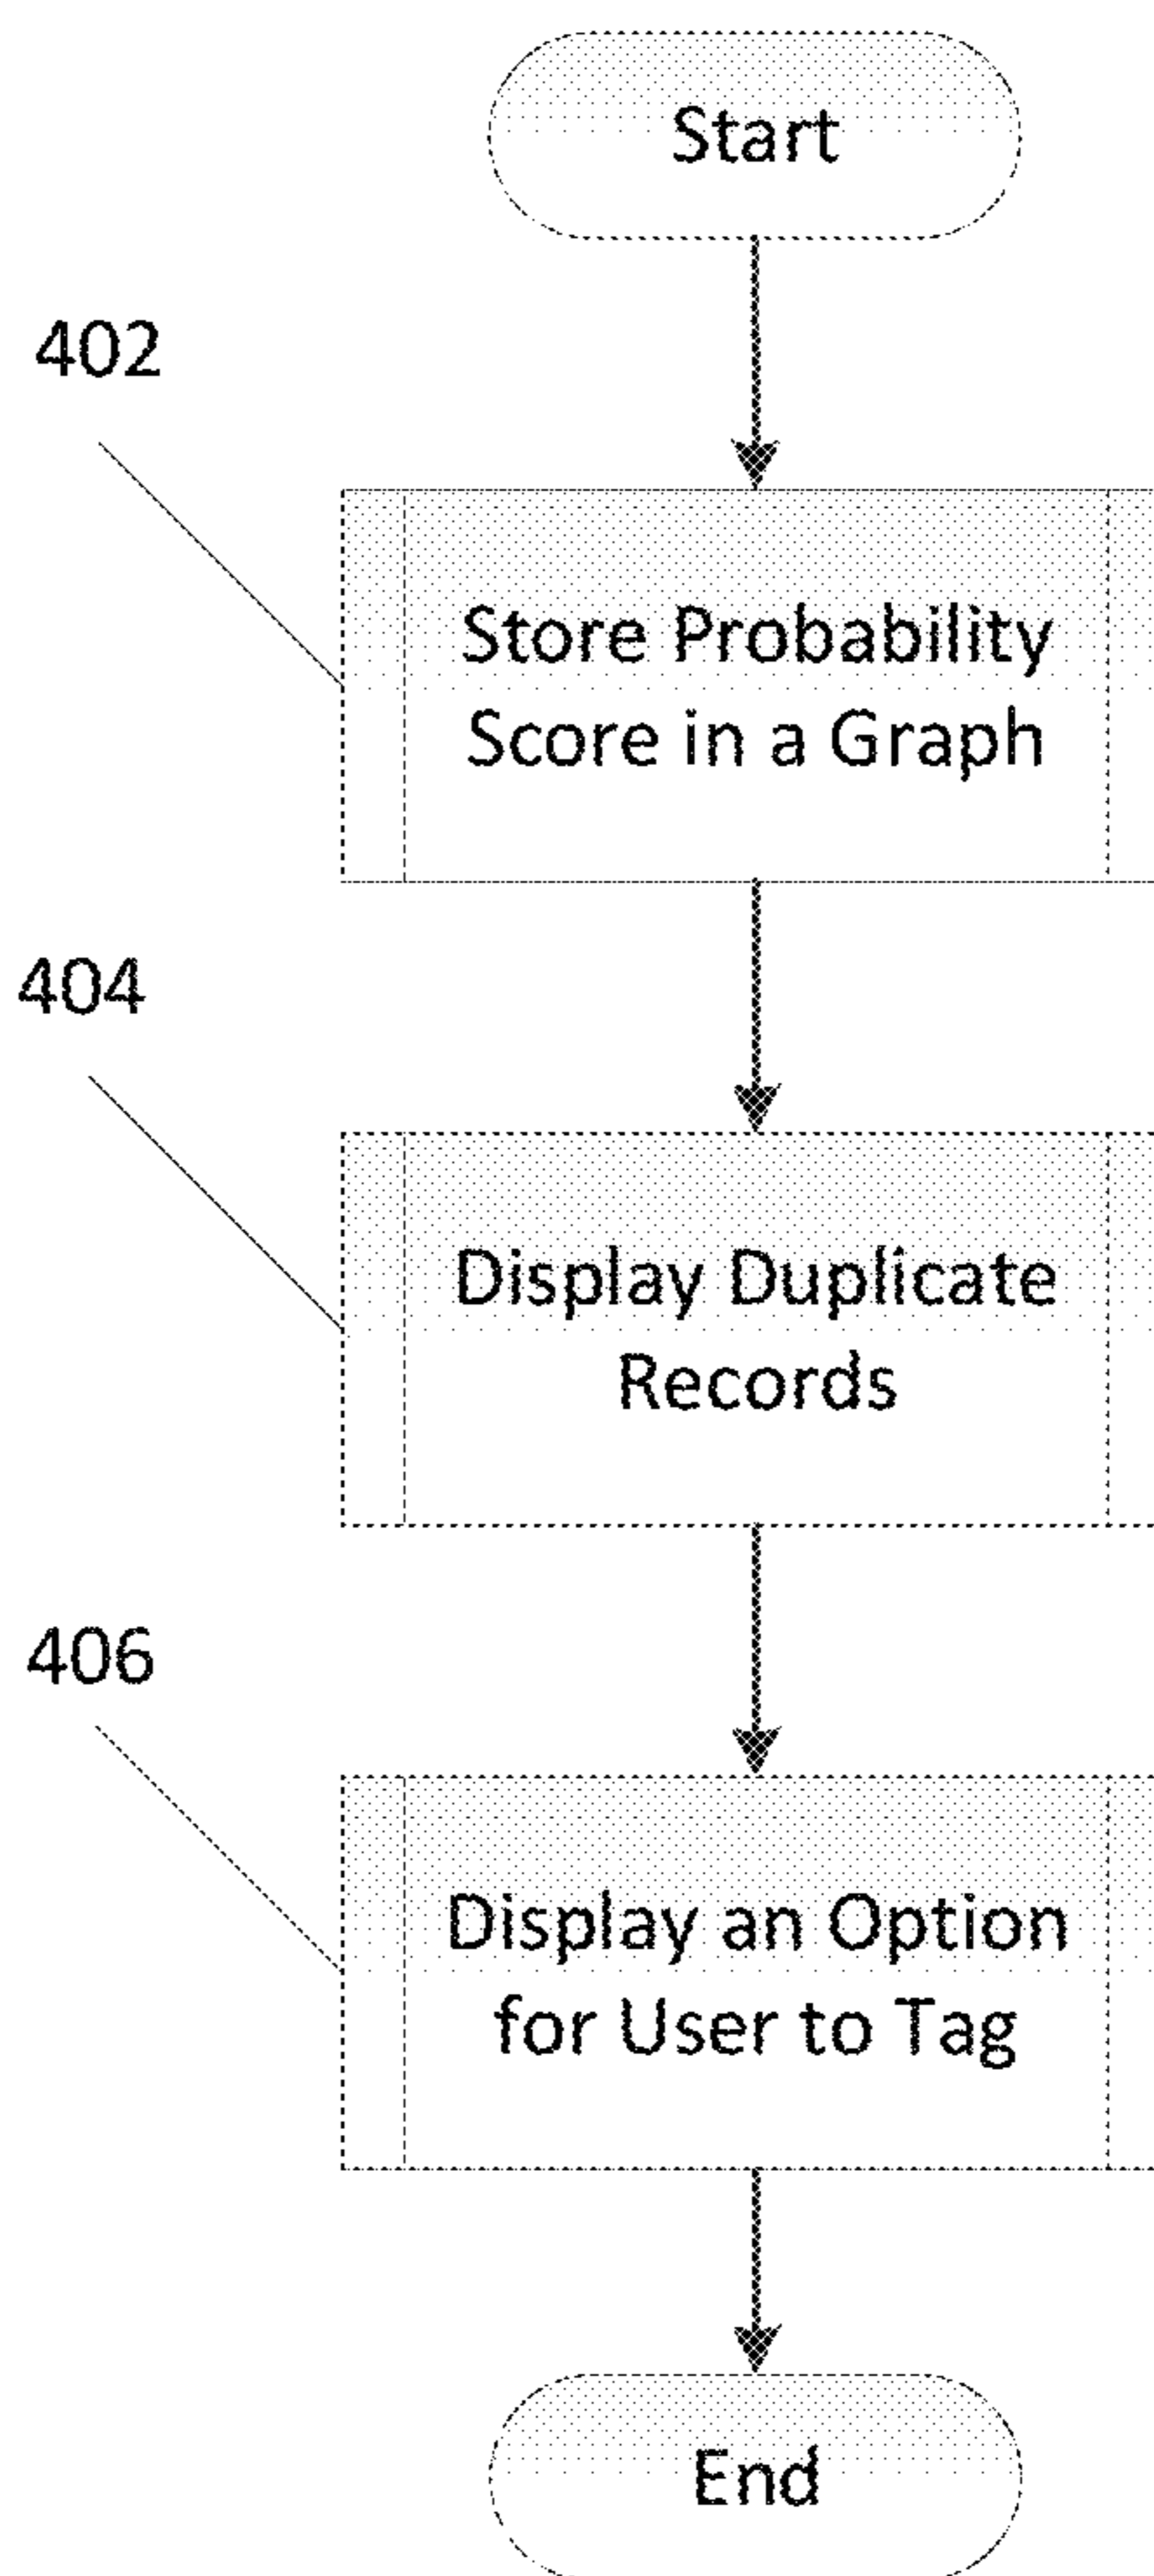 Start
402
Store Probability
Score in a Graph
404
Display Duplicate
Records
406
Display an Option
for User to Tag
End